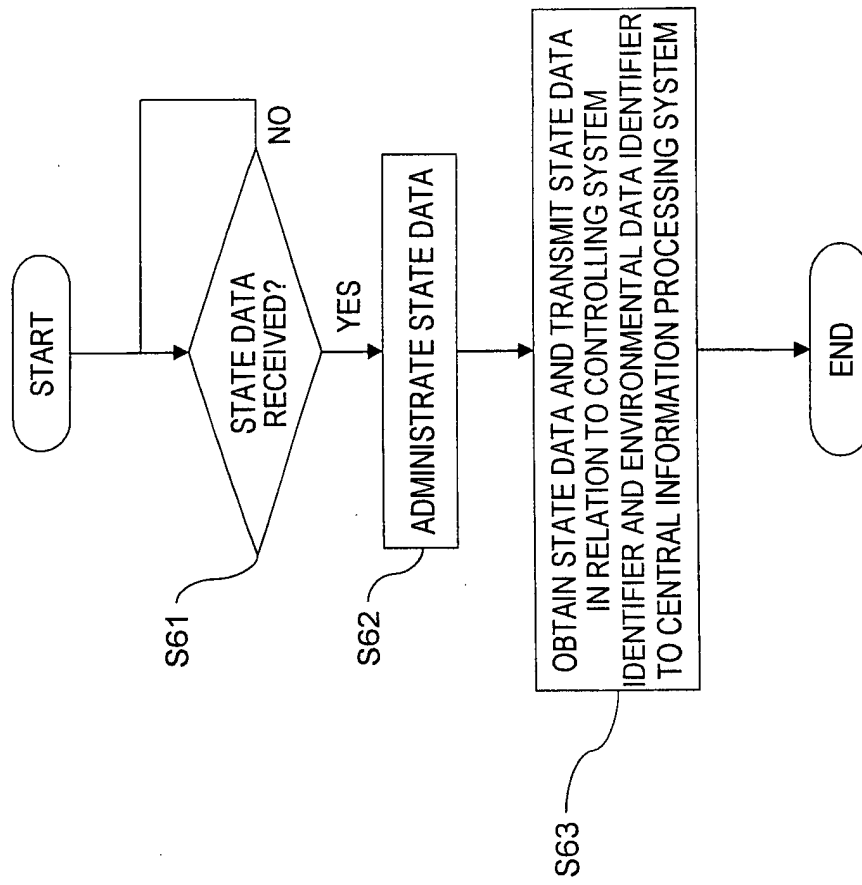 START
STATE DATA
RECEIVED?
NO
YES
S61
ADMINISTRATE STATE DATA
S62
OBTAIN STATE DATA AND TRANSMIT STATE DATA
IN RELATION TO CONTROLLING SYSTEM
IDENTIFIER AND ENVIRONMENTAL DATA IDENTIFIER
TO CENTRAL INFORMATION PROCESSING SYSTEM
S63
END